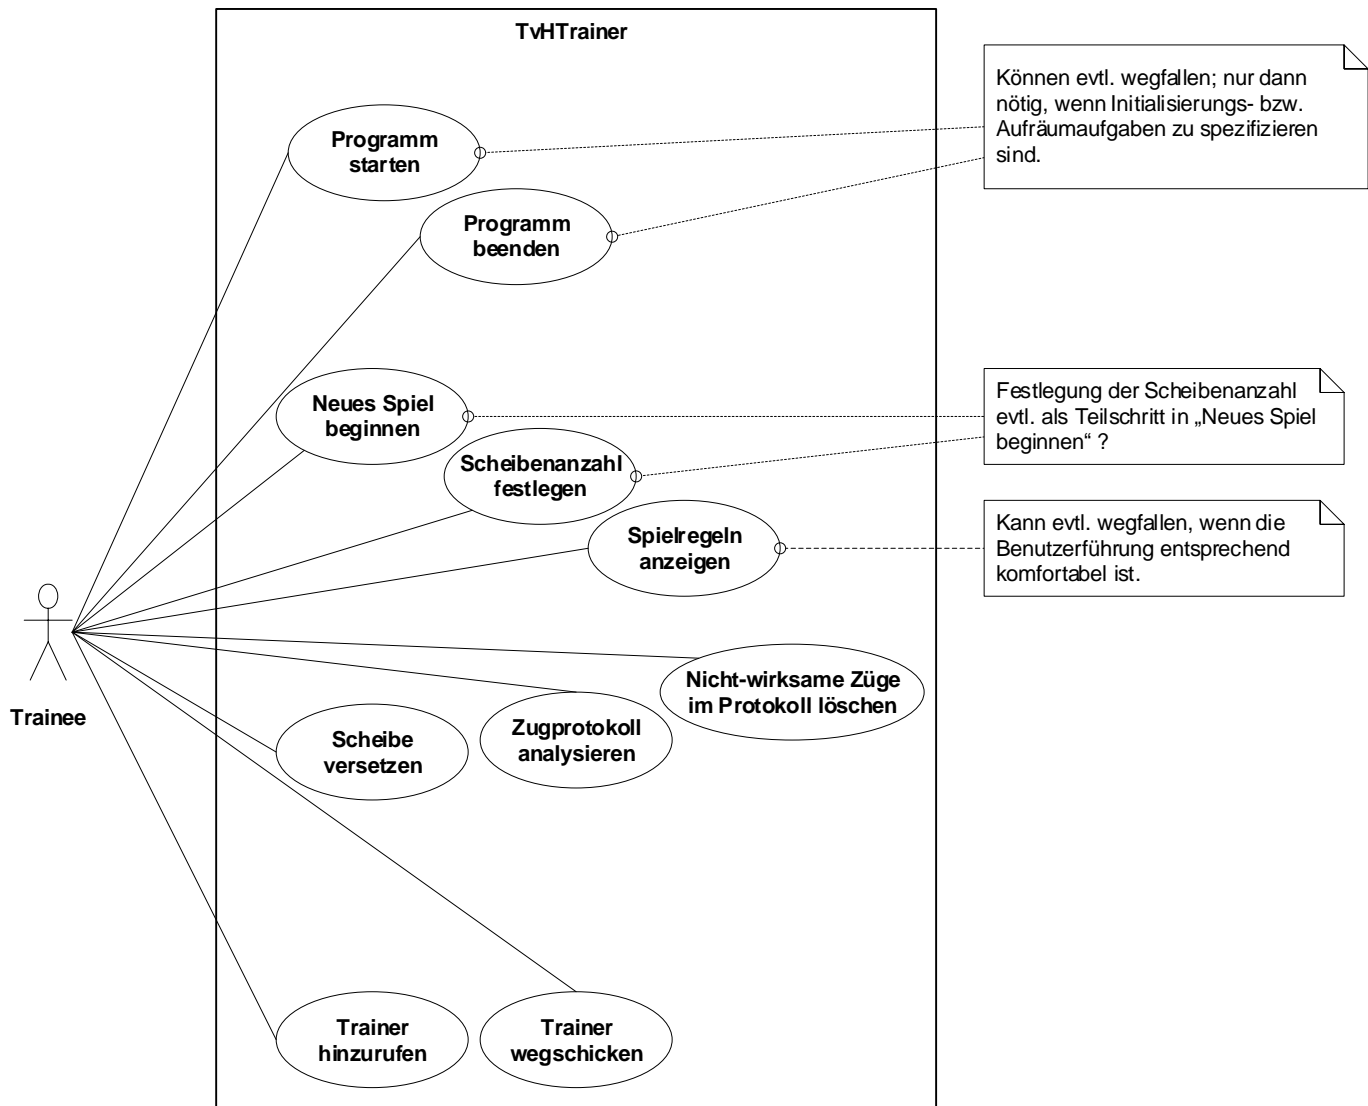 TvHTrainer
Programm
starten
Programm
beenden
Können evtl. wegfallen; nur dann
nötig, wenn Initialisierungs- bzw.
Aufräumaufgaben zu spezifizieren
sind.
Neues Spiel
beginnen
Scheibenanzahl
festlegen
Spielregeln
anzeigen
Festlegung der Scheibenanzahl
evtl. als Teilschritt in „Neues Spiel
beginnen“ ?
Kann evtl. wegfallen, wenn die
Benutzerführung entsprechend
komfortabel ist.
Trainee
Nicht-wirksame Züge
im Protokoll löschen
Zugprotokoll
analysieren
Scheibe
versetzen
Trainer
hinzurufen
Trainer
wegschicken